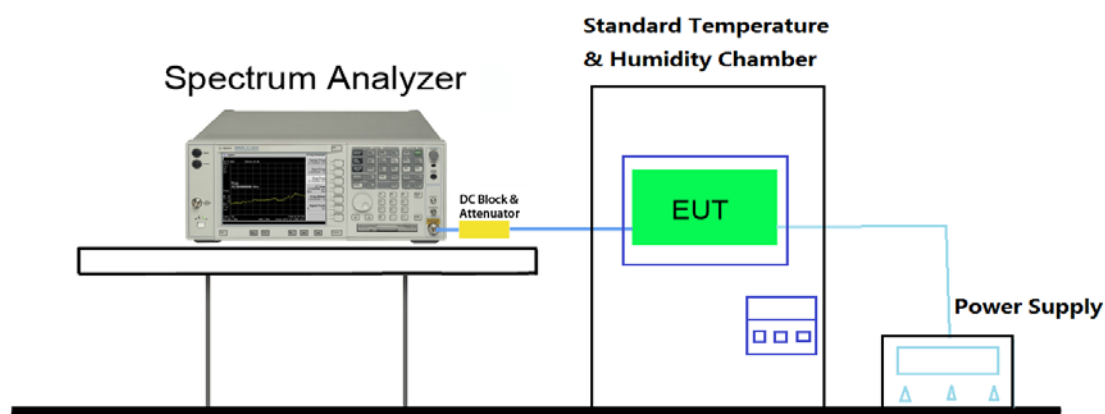 Standard Temperature
& Humidity Chamber
Spectrum Analyzer
DC Block &
Attenuator
EUT
Power Supply